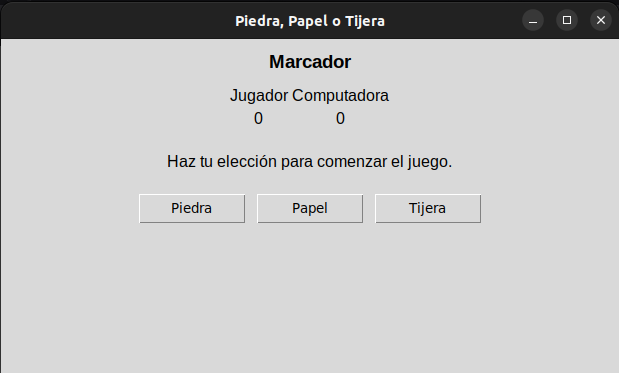 Piedra, Papel o Tijera
Marcador
Jugador Computadora
0 0
Haz tu elección para comenzar el juego.
Piedra Papel Tijera